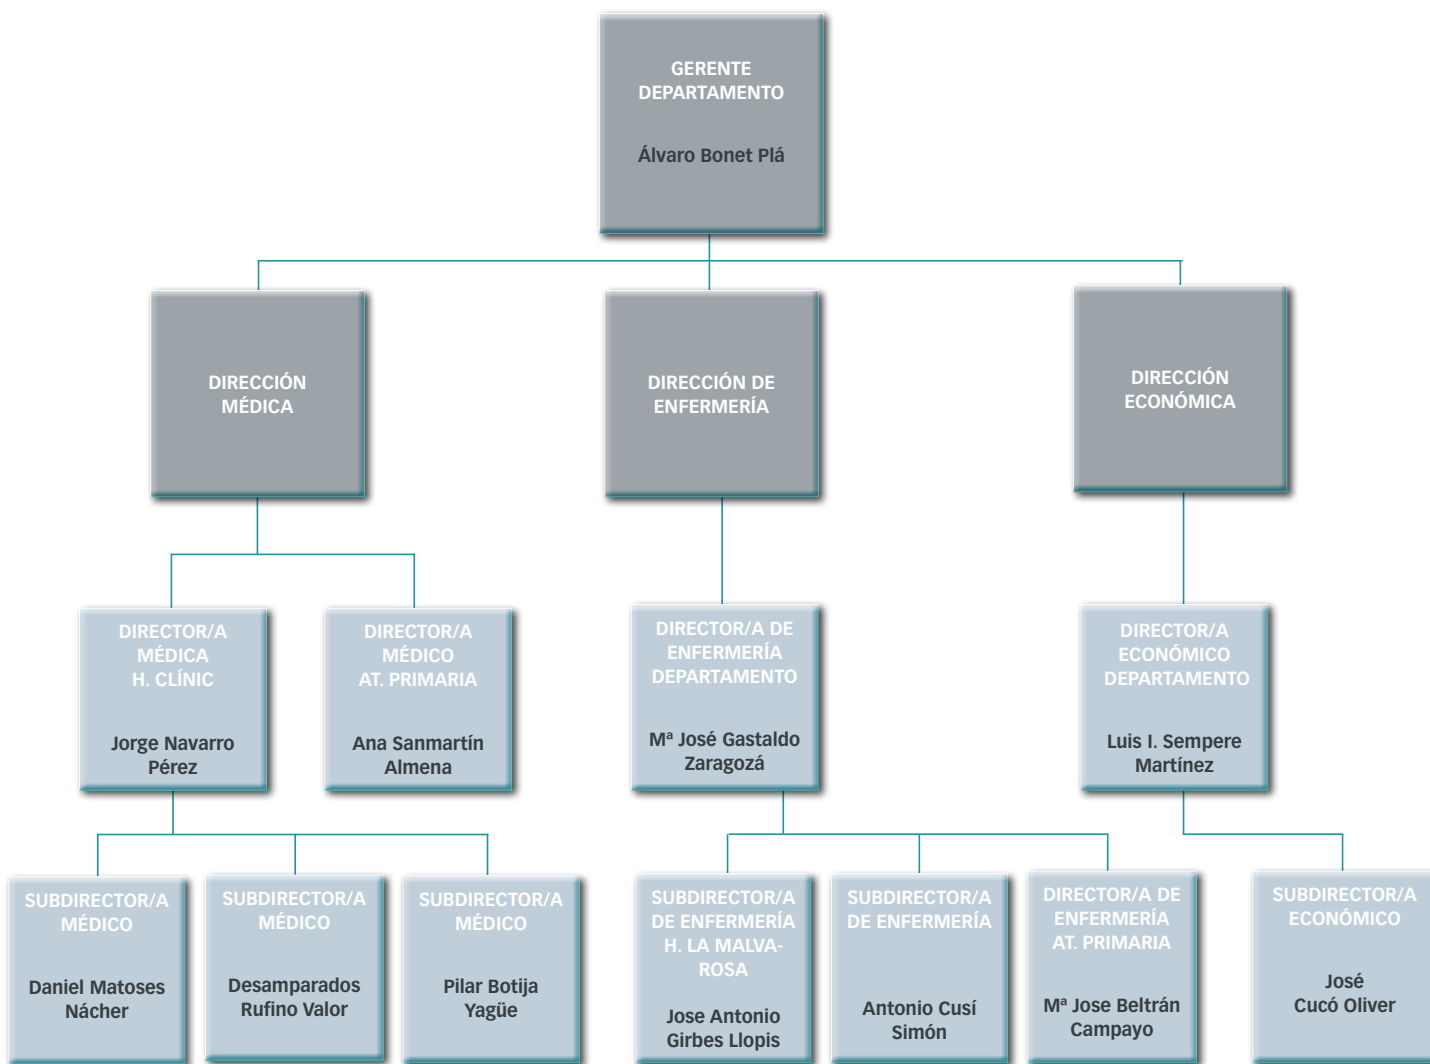 GERENTE
DEPARTAMENTO
Álvaro Bonet Plá
DIRECCIÓN
MÉDICA
DIRECCIÓN DE
ENFERMERÍA
DIRECCIÓN
ECONÓMICA
DIRECTOR/A
MÉDICA
H. CLÍNIC
Jorge Navarro
Pérez
DIRECTOR/A
MÉDICO
AT. PRIMARIA
Ana Sanmartín
Almena
DIRECTOR/A DE
ENFERMERÍA
DEPARTAMENTO
Mª José Gastaldo
Zaragozá
DIRECTOR/A
ECONÓMICO
DEPARTAMENTO
Luis I. Sempere
Martínez
SUBDIRECTOR/A
MÉDICO
Daniel Matoses
Nácher
SUBDIRECTOR/A
MÉDICO
Desamparados
Rufino Valor
SUBDIRECTOR/A
MÉDICO
Pilar Botija
Yagüe
SUBDIRECTOR/A
DE ENFERMERÍA
H. LA MALVA-
ROSA
Jose Antonio
Girbes Llopis
SUBDIRECTOR/A
DE ENFERMERÍA
Antonio Cusí
Simón
DIRECTOR/A DE
ENFERMERÍA
AT. PRIMARIA
Mª Jose Beltrán
Campayo
SUBDIRECTOR/A
ECONÓMICO
José
Cucó Oliver